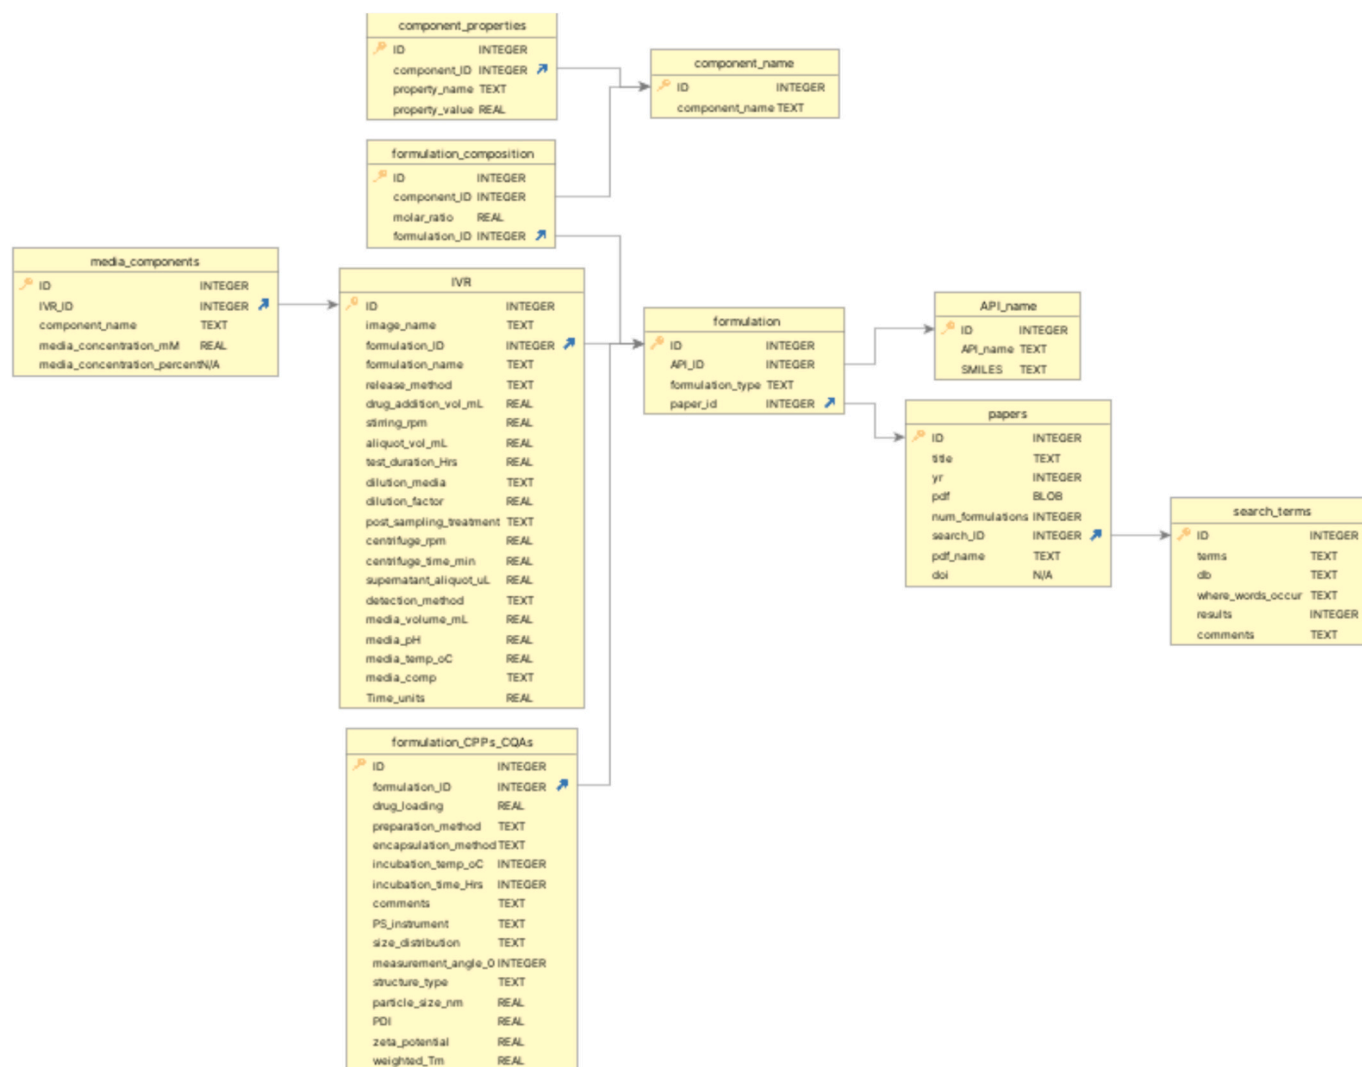 component_properties
ID INTEGER
component_ID INTEGER
property_name TEXT
property_value REAL
component_name
ID INTEGER
component_name TEXT
formulation_composition
ID INTEGER
component_ID INTEGER
molar_ratio REAL
formulation_ID INTEGER
media_components
ID INTEGER
IVR_ID INTEGER
component_name TEXT
media_concentration_mM REAL
media_concentration_percentN/A
IVR
ID INTEGER
image_name TEXT
formulation_ID INTEGER
formulation_name TEXT
release_method TEXT
drug_addition_vol_mL REAL
stirring_rpm REAL
aliquot_vol_mL REAL
test_duration_Hrs REAL
dilution_media TEXT
dilution_factor REAL
post_sampling_treatment TEXT
centrifuge_rpm REAL
centrifuge_time_min REAL
supernatant_aliquot_uL REAL
detection_method TEXT
media_volume_mL REAL
media_pH REAL
media_temp_oC REAL
media_comp TEXT
Time_units REAL
formulation
ID INTEGER
API_ID INTEGER
formulation_type TEXT
paper_id INTEGER
API_name
ID INTEGER
API_name TEXT
SMILES TEXT
papers
ID INTEGER
title TEXT
yr INTEGER
pdf BLOB
num_formulations INTEGER
search_ID INTEGER
pdf_name TEXT
doi N/A
search_terms
ID INTEGER
terms TEXT
db TEXT
where_words_occur TEXT
results INTEGER
comments TEXT
formulation_CPPs_CQAs
ID INTEGER
formulation_ID INTEGER
drug_loading REAL
preparation_method TEXT
encapsulation_method TEXT
incubation_temp_oC INTEGER
incubation_time_Hrs INTEGER
comments TEXT
PS_instrument TEXT
size_distribution TEXT
measurement_angle_0 INTEGER
structure_type TEXT
particle_size_nm REAL
PDI REAL
zeta_potential REAL
weighted_Tm REAL